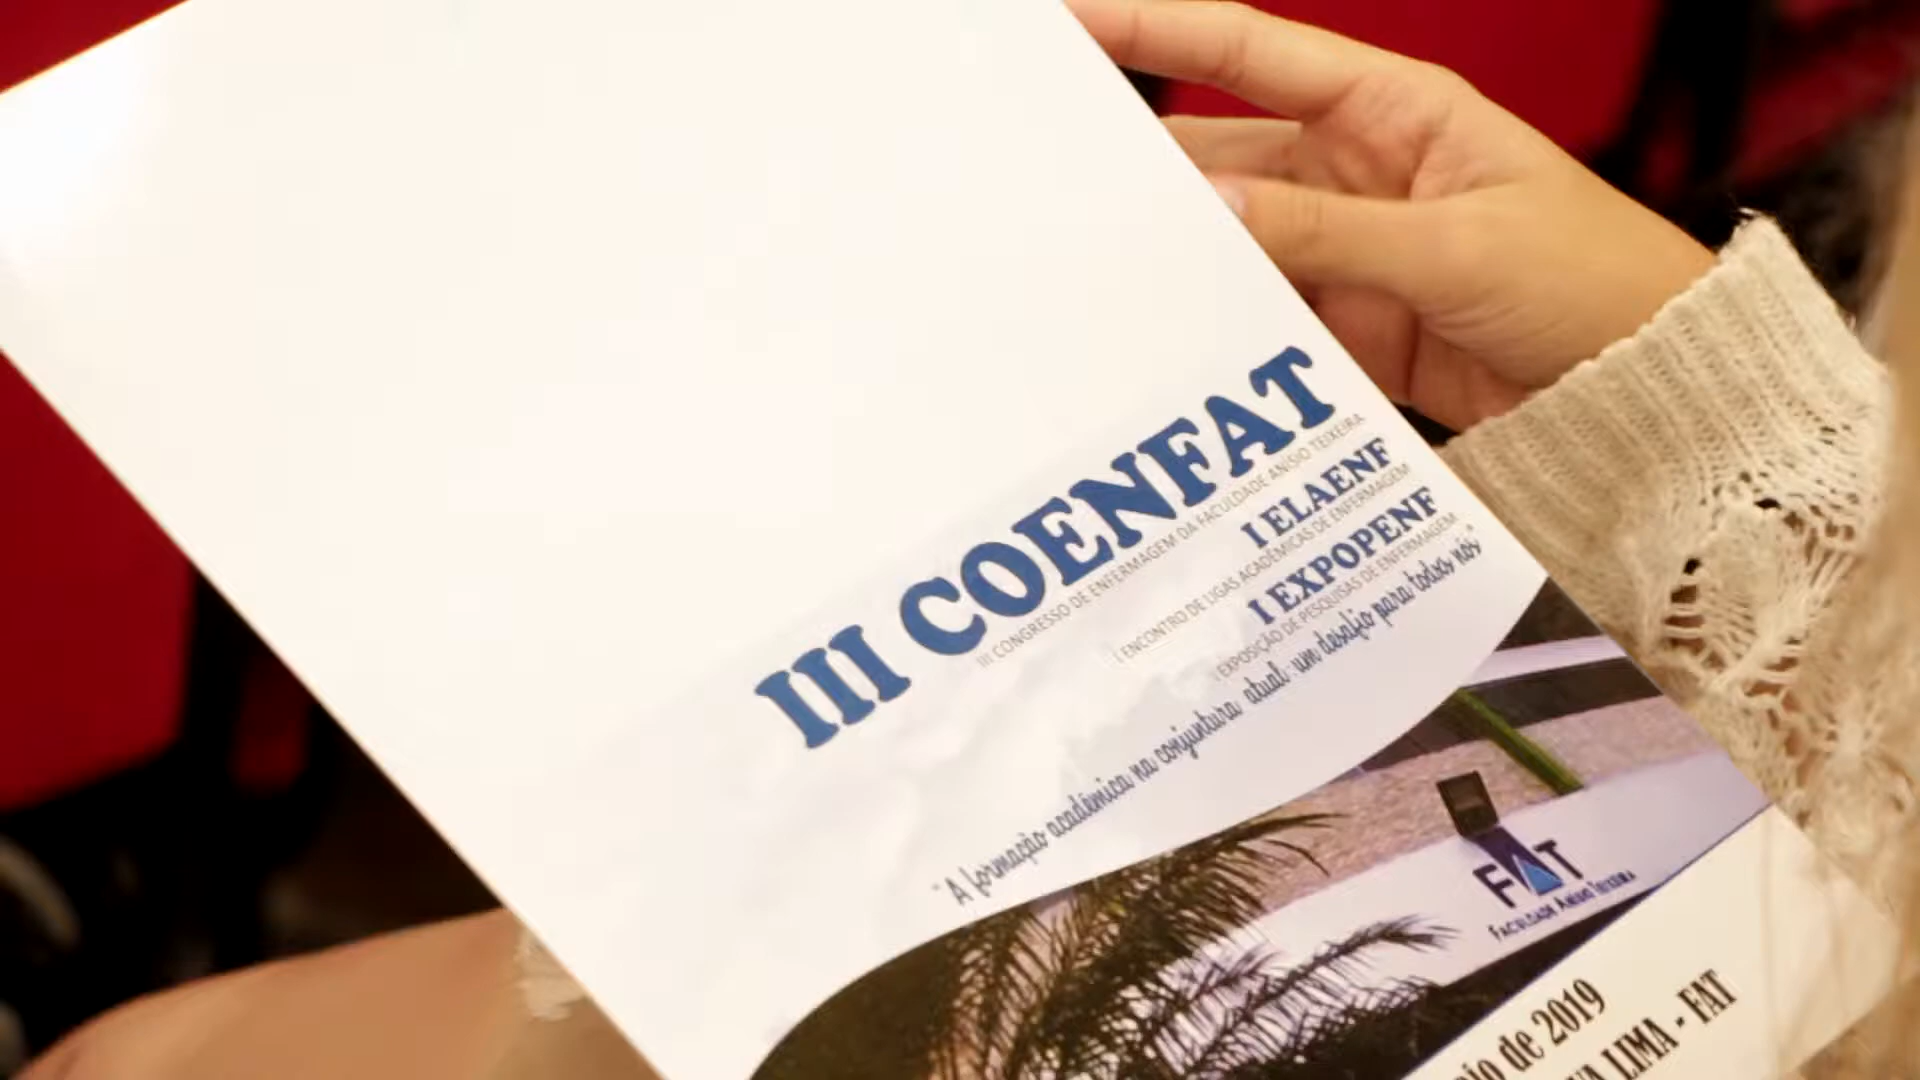 III COENFAT
III CONGRESSO DE ENFERMAGEM DA FACULDADE ANÍSIO TEIXEIRA
I ELAENF
I ENCONTRO DE LIGAS ACADÊMICAS DE ENFERMAGEM
I EXPOPENF
I EXPOSIÇÃO DE PESQUISAS DE ENFERMAGEM
"A formação acadêmica na conjuntura atual: um desafio para todos nós"
FAT
FACULDADE ANÍSIO TEIXEIRA
de 2019
LIMA - FAT